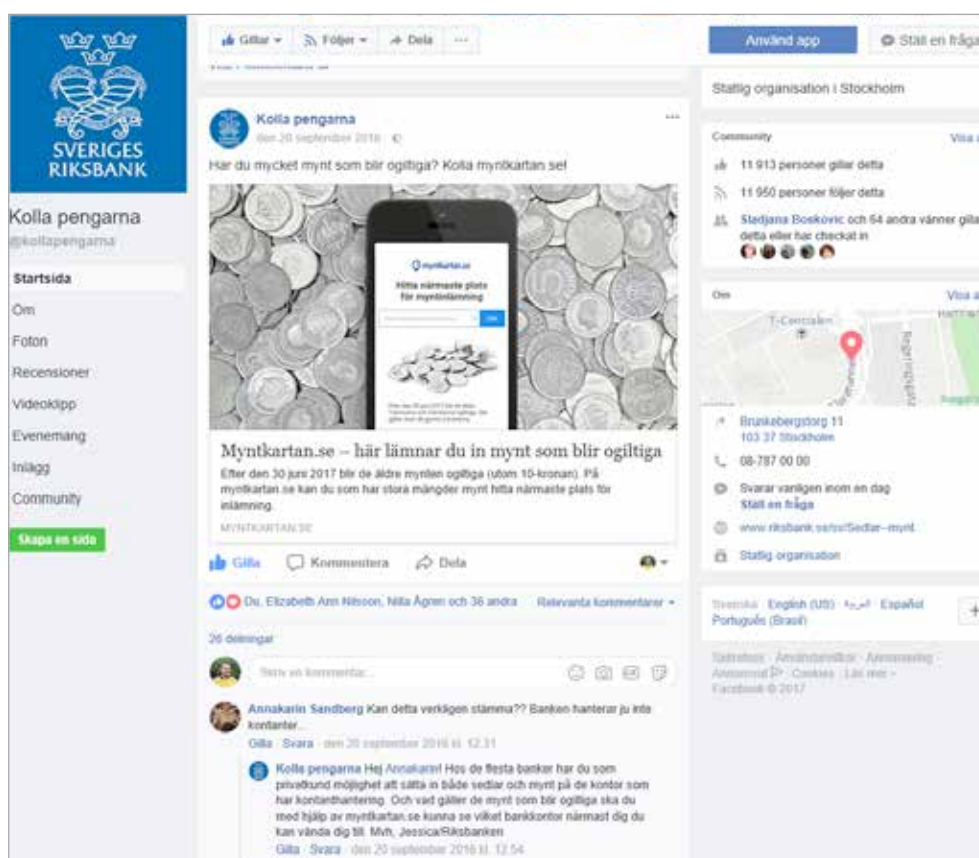 SVERIGES
RIKSBANK
Kolla pengarna
@kollapengarna
Startsida
Om
Foton
Recensioner
Videoklipp
Evenemang
Inlägg
Community
Skapa en sida
Gillar
Följer
Dela
Använd app
Ställ en fråga
Kolla pengarna
den 20 september 2016
Har du mycket mynt som blir ogiltiga? Kolla myntkartan.se!
myntkartan.se
Hitta närmaste plats
för myntinlämning
Myntkartan.se – här lämnar du in mynt som blir ogiltiga
Efter den 30 juni 2017 blir de äldre mynten ogiltiga (utom 10-kronan). På
myntkartan.se kan du som har stora mängder mynt hitta närmaste plats för
inlämning.
MYNTKARTAN.SE
Gilla Kommentera Dela
Du, Elizabeth Ann Nilsson, Nilla Ågren och 36 andra
Relevanta kommentarer
26 delningar
Skriv en kommentar...
Annakarin Sandberg Kan detta verkligen stämma?? Banken hanterar ju inte
kontanter...
Gilla · Svara · den 20 september 2016 kl. 12:31
Kolla pengarna Hej Annakarin! Hos de flesta banker har du som
privatkund möjlighet att sätta in både sedlar och mynt på de kontor som
har kontanthantering. Och vad gäller de mynt som blir ogiltiga ska du
med hjälp av myntkartan.se kunna se vilket bankkontor närmast dig du
kan vända dig till. Mvh, Jessica/Riksbanken
Gilla · Svara · den 20 september 2016 kl. 12:54
Statlig organisation i Stockholm
Community
Visa
11 913 personer gillar detta
11 950 personer följer detta
Sladjana Boskovic och 64 andra vänner gilla
detta eller har checkat in
Om
Visa
T-Centralen
Brunkebergstorg 11
103 37 Stockholm
08-787 00 00
Svarar vanligen inom en dag
Ställ en fråga
www.riksbank.se/sv/Sedlar--mynt
Statlig organisation
Svenska · English (US) · العربية · Español
Português (Brasil)
Sekretess · Användarvillkor · Annonsering
Annonsval · Cookies · Läs mer
Facebook © 2017